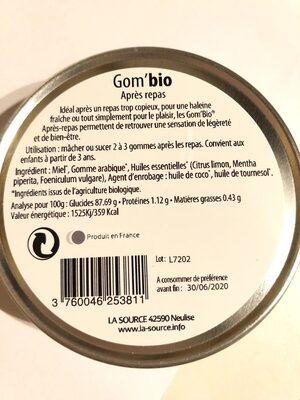 Gom'bio
Après repas
Idéal après un repas trop copieux, pour une haleine
fraîche ou tout simplement pour le plaisir, les Gom'Bio*
Après-repas permettent de retrouver une sensation de légèreté
et de bien-être.
Utilisation : mâcher ou sucer 2 à 3 gommes après repas. Convient aux
enfants à partir de 3 ans.
Ingrédient : Miel*, Gomme arabique*, Huiles essentielles* (Citrus limon, Mentha
piperita, Foeniculum vulgare), Agent d'enrobage : huile de coco*, huile de tournesol*.
*Ingrédients issus de l'agriculture biologique.
Analyse pour 100g : Glucides 87.69 g • Protéines 1.12 g • Matières grasses 0.43 g
Valeur énergétique : 1525Kj/359 Kcal
Produit en France
Lot : L7202
3 760046 253811
A consommer de préférence
avant fin : 30/06/2020
LA SOURCE 42590 Neulise
www.la-source.info